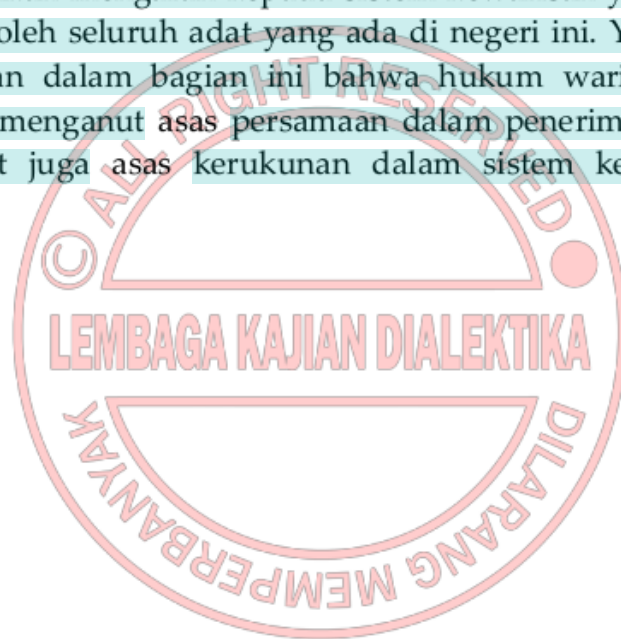 oleh seluruh adat yang ada di negeri ini.
dalam bagian ini bahwa hukum
menganut asas persamaan dalam
juga asas kerukunan dalam sistem
© ALL RIGHT RESERVED
LEMBAGA KAJIAN DIALEKTIKA
DILARANG MEMPERBANYAK